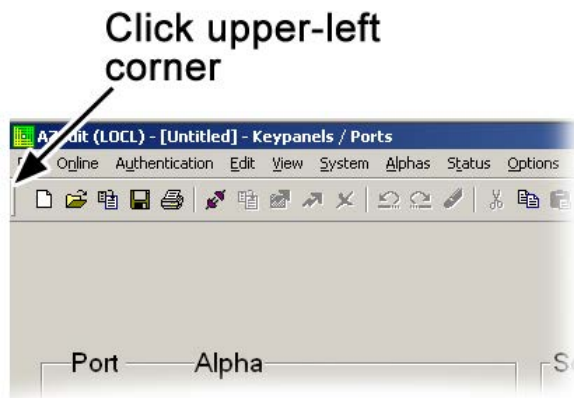 Click upper-left
corner
AZedit (LOCL) - [Untitled] - Keypanels / Ports
Online Authentication Edit View System Alphas Status Options
Port Alpha